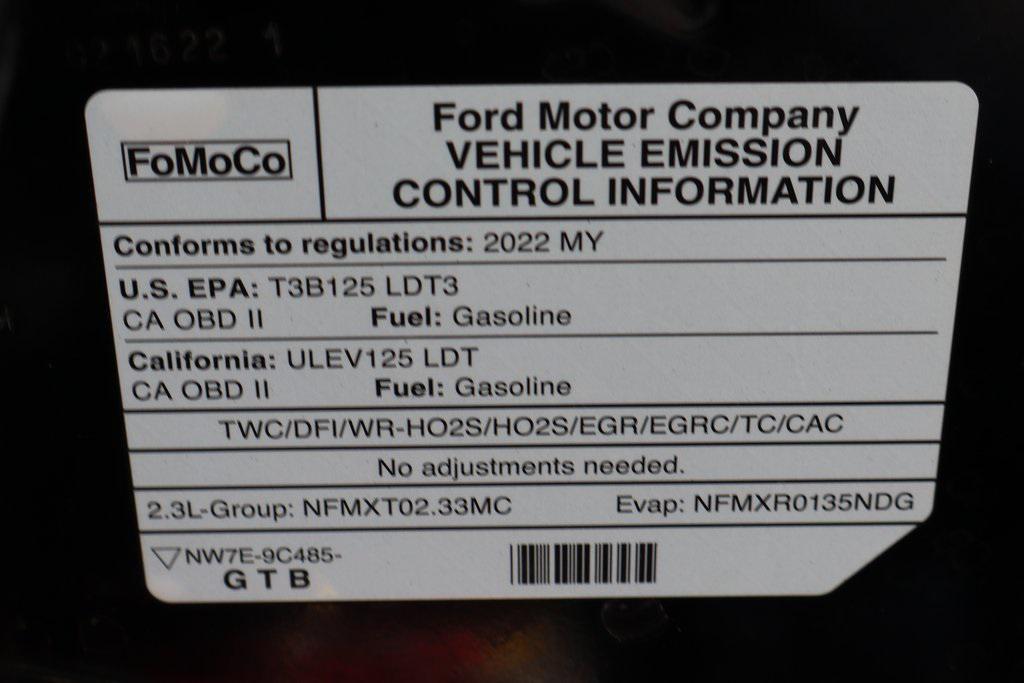 FoMoCo
Ford Motor Company
VEHICLE EMISSION
CONTROL INFORMATION
Conforms to regulations: 2022 MY
U.S. EPA: T3B125 LDT3
CA OBD II Fuel: Gasoline
California: ULEV125 LDT
CA OBD II Fuel: Gasoline
TWC/DFI/WR-HO2S/HO2S/EGR/EGRC/TC/CAC
No adjustments needed.
2.3L-Group: NFMXT02.33MC Evap: NFMXR0135NDG
NW7E-9C485-
G T B